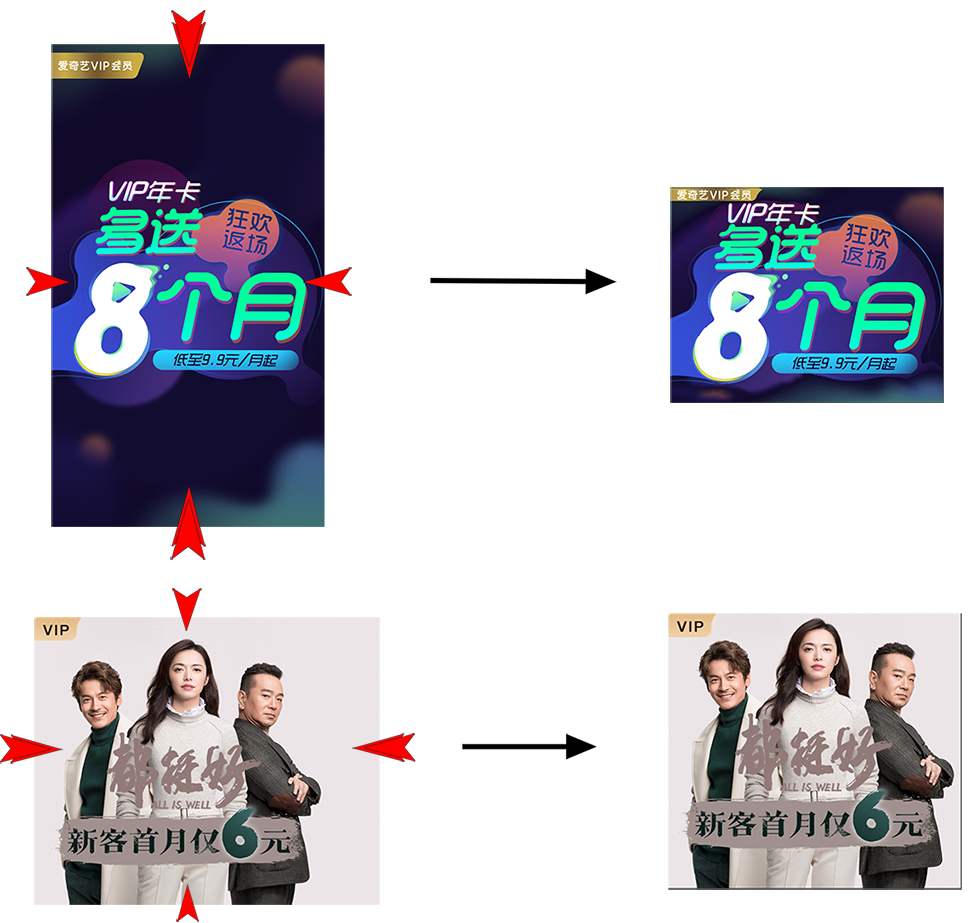 爱奇艺VIP会员
VIP年卡
多送
狂欢
返场
8个月
低至9.9元/月起
爱奇艺VIP会员
VIP年卡
多送
狂欢
返场
8个月
低至9.9元/月起
VIP
都挺好
ALL IS WELL
新客首月仅6元
VIP
都挺好
ALL IS WELL
新客首月仅6元